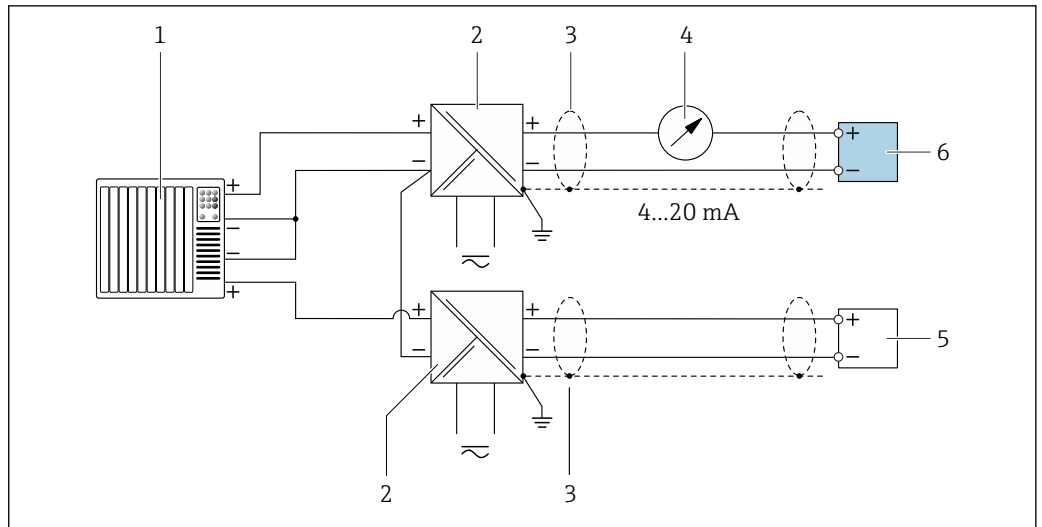 1 2 3 4
+ + +
+ 6
− − −
+
− 4...20 mA
−
+
+ + +
5
− − −
2 3